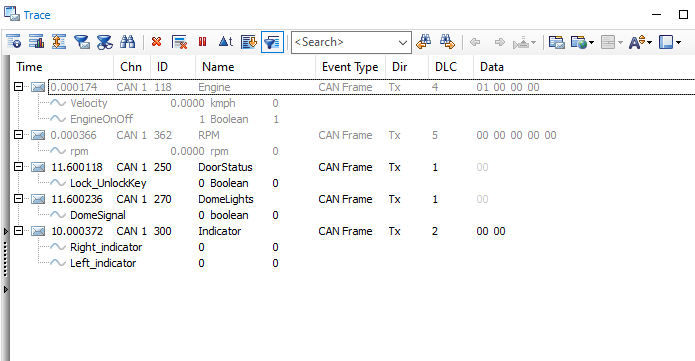 Trace
<Search>
Time Chn ID Name Event Type Dir DLC Data
0.000174 CAN 1 118 Engine CAN Frame Tx 4 01 00 00 00
Velocity 0.0000 kmph 0
EngineOnOff 1 Boolean 1
0.000366 CAN 1 362 RPM CAN Frame Tx 5 00 00 00 00 00
rpm 0.0000 rpm 0
11.600118 CAN 1 250 DoorStatus CAN Frame Tx 1 00
Lock_UnlockKey 0 Boolean 0
11.600236 CAN 1 270 DomeLights CAN Frame Tx 1 00
DomeSignal 0 boolean 0
10.000372 CAN 1 300 Indicator CAN Frame Tx 2 00 00
Right_indicator 0 0
Left_indicator 0 0